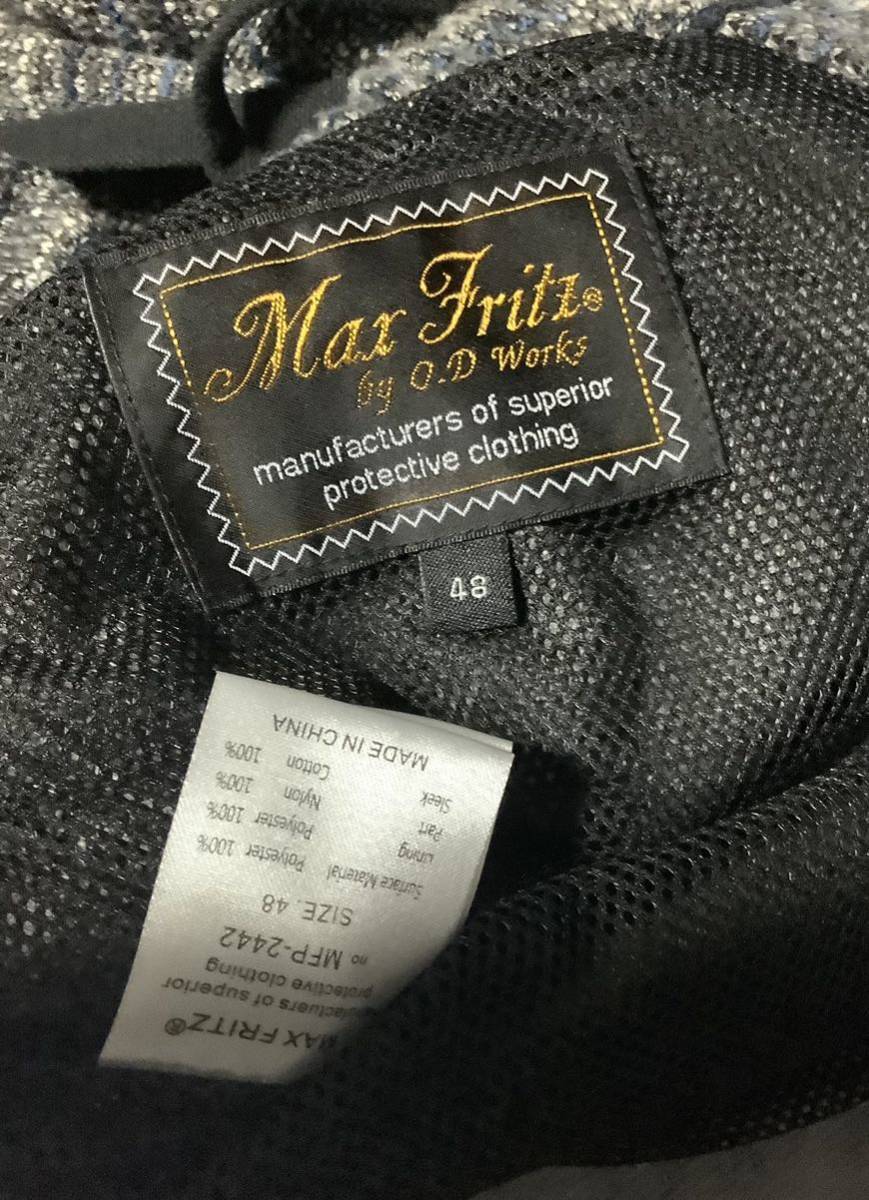 Max Fritz®
by O.D Works
manufacturers of superior
protective clothing
48
MAX FRITZ®
superior
protective clothing
no MFP-2442
SIZE. 48
Surface Material Polyester 100%
Lining Polyester 100%
Part Nylon 100%
Sleek Cotton 100%
MADE IN CHINA